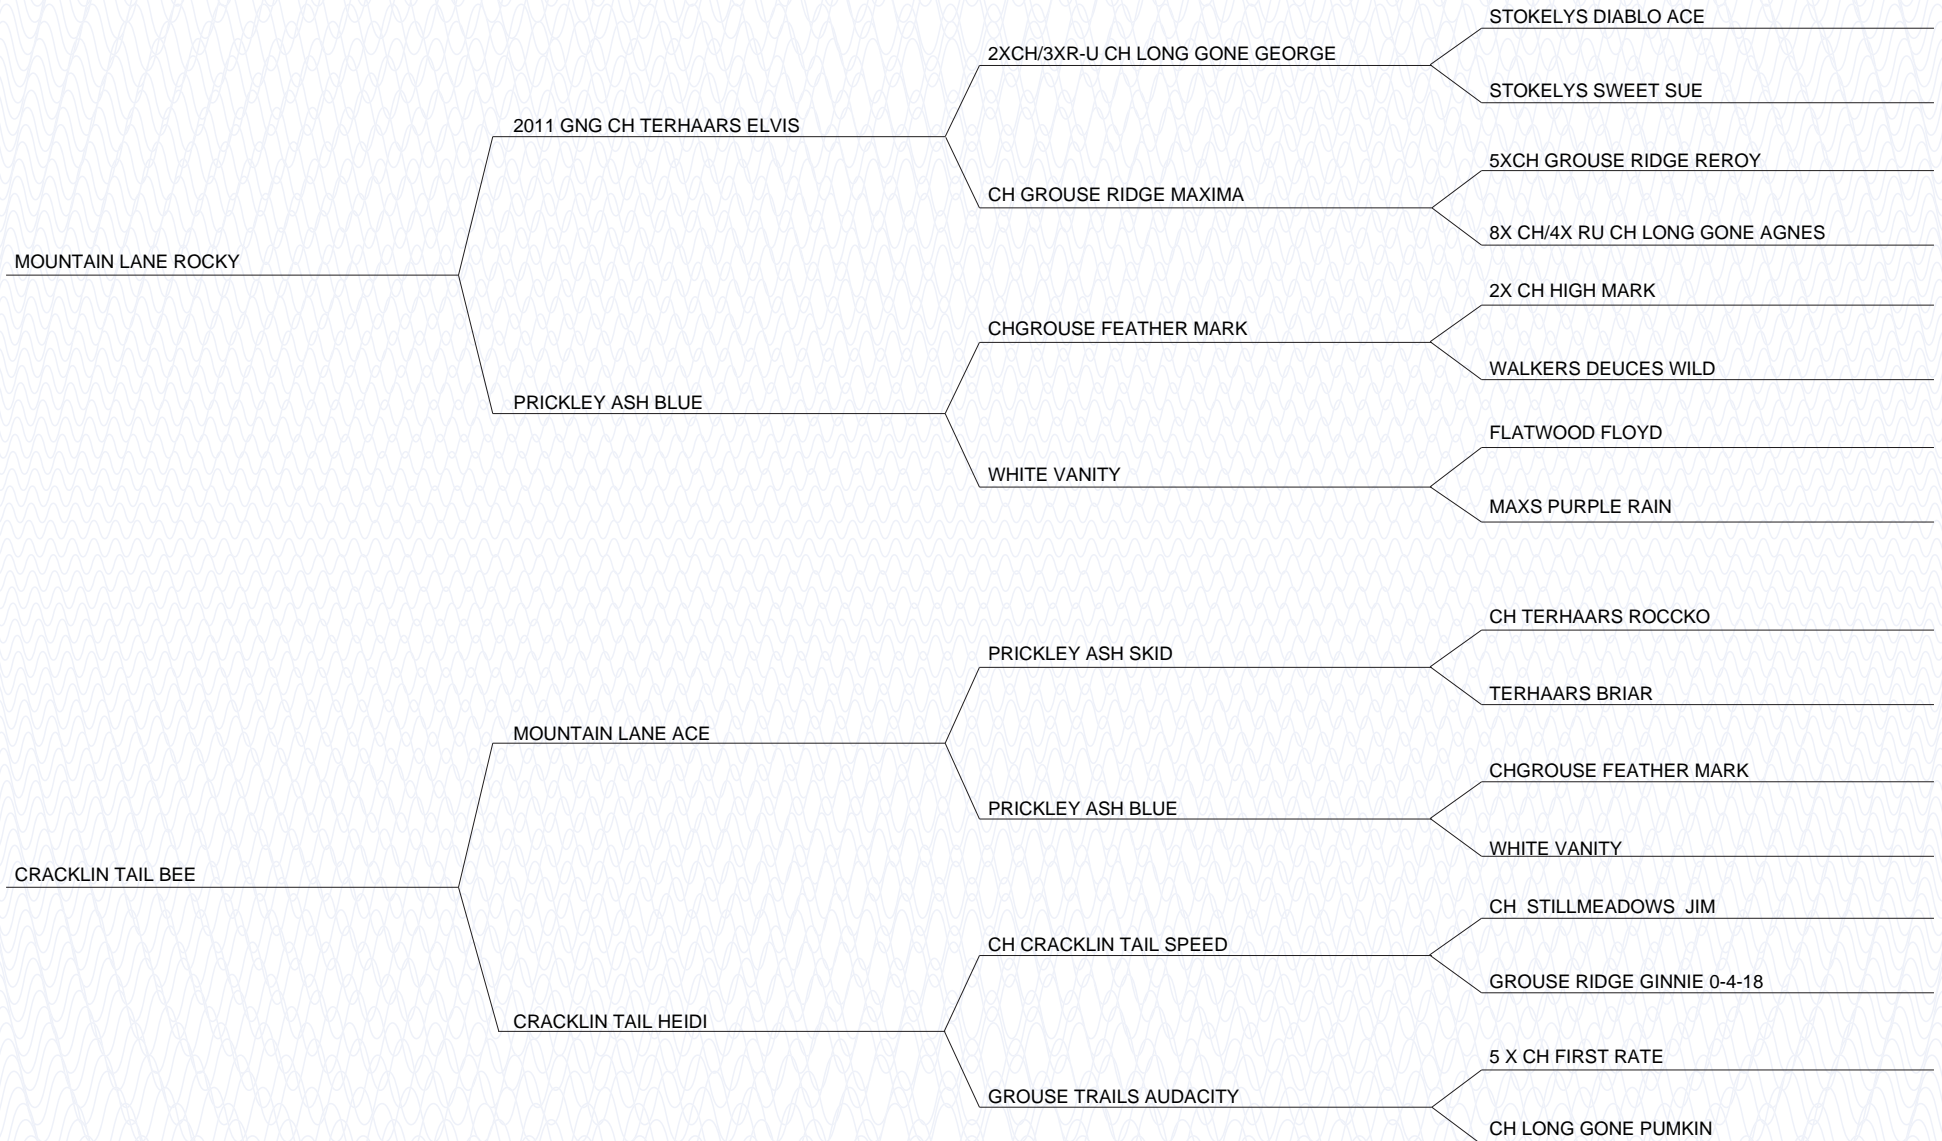 STOKELYS DIABLO ACE
2XCH/3XR-U CH LONG GONE GEORGE
STOKELYS SWEET SUE
2011 GNG CH TERHAARS ELVIS
5XCH GROUSE RIDGE REROY
CH GROUSE RIDGE MAXIMA
8X CH/4X RU CH LONG GONE AGNES
MOUNTAIN LANE ROCKY
2X CH HIGH MARK
CHGROUSE FEATHER MARK
WALKERS DEUCES WILD
PRICKLEY ASH BLUE
FLATWOOD FLOYD
WHITE VANITY
MAXS PURPLE RAIN
CH TERHAARS ROCCKO
PRICKLEY ASH SKID
TERHAARS BRIAR
MOUNTAIN LANE ACE
CHGROUSE FEATHER MARK
PRICKLEY ASH BLUE
WHITE VANITY
CRACKLIN TAIL BEE
CH  STILLMEADOWS  JIM
CH CRACKLIN TAIL SPEED
GROUSE RIDGE GINNIE 0-4-18
CRACKLIN TAIL HEIDI
5 X CH FIRST RATE
GROUSE TRAILS AUDACITY
CH LONG GONE PUMKIN